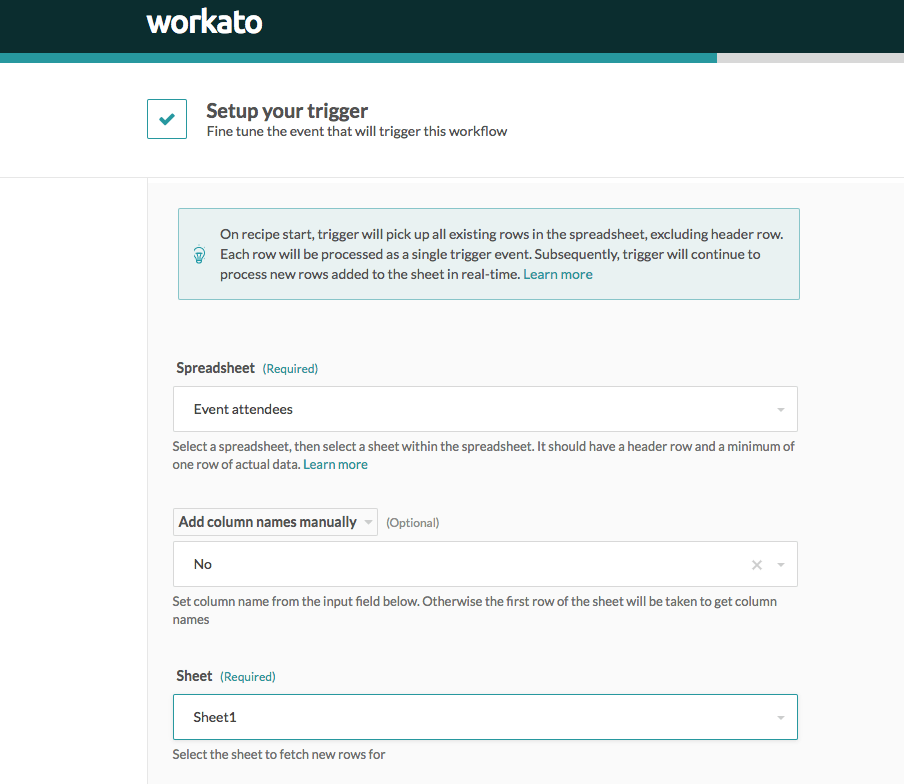 workato
Setup your trigger
Fine tune the event that will trigger this workflow
On recipe start, trigger will pick up all existing rows in the spreadsheet, excluding header row.
Each row will be processed as a single trigger event. Subsequently, trigger will continue to
process new rows added to the sheet in real-time. Learn more
Spreadsheet (Required)
Event attendees
Select a spreadsheet, then select a sheet within the spreadsheet. It should have a header row and a minimum of
one row of actual data. Learn more
Add column names manually (Optional)
No
Set column name from the input field below. Otherwise the first row of the sheet will be taken to get column
names
Sheet (Required)
Sheet1
Select the sheet to fetch new rows for